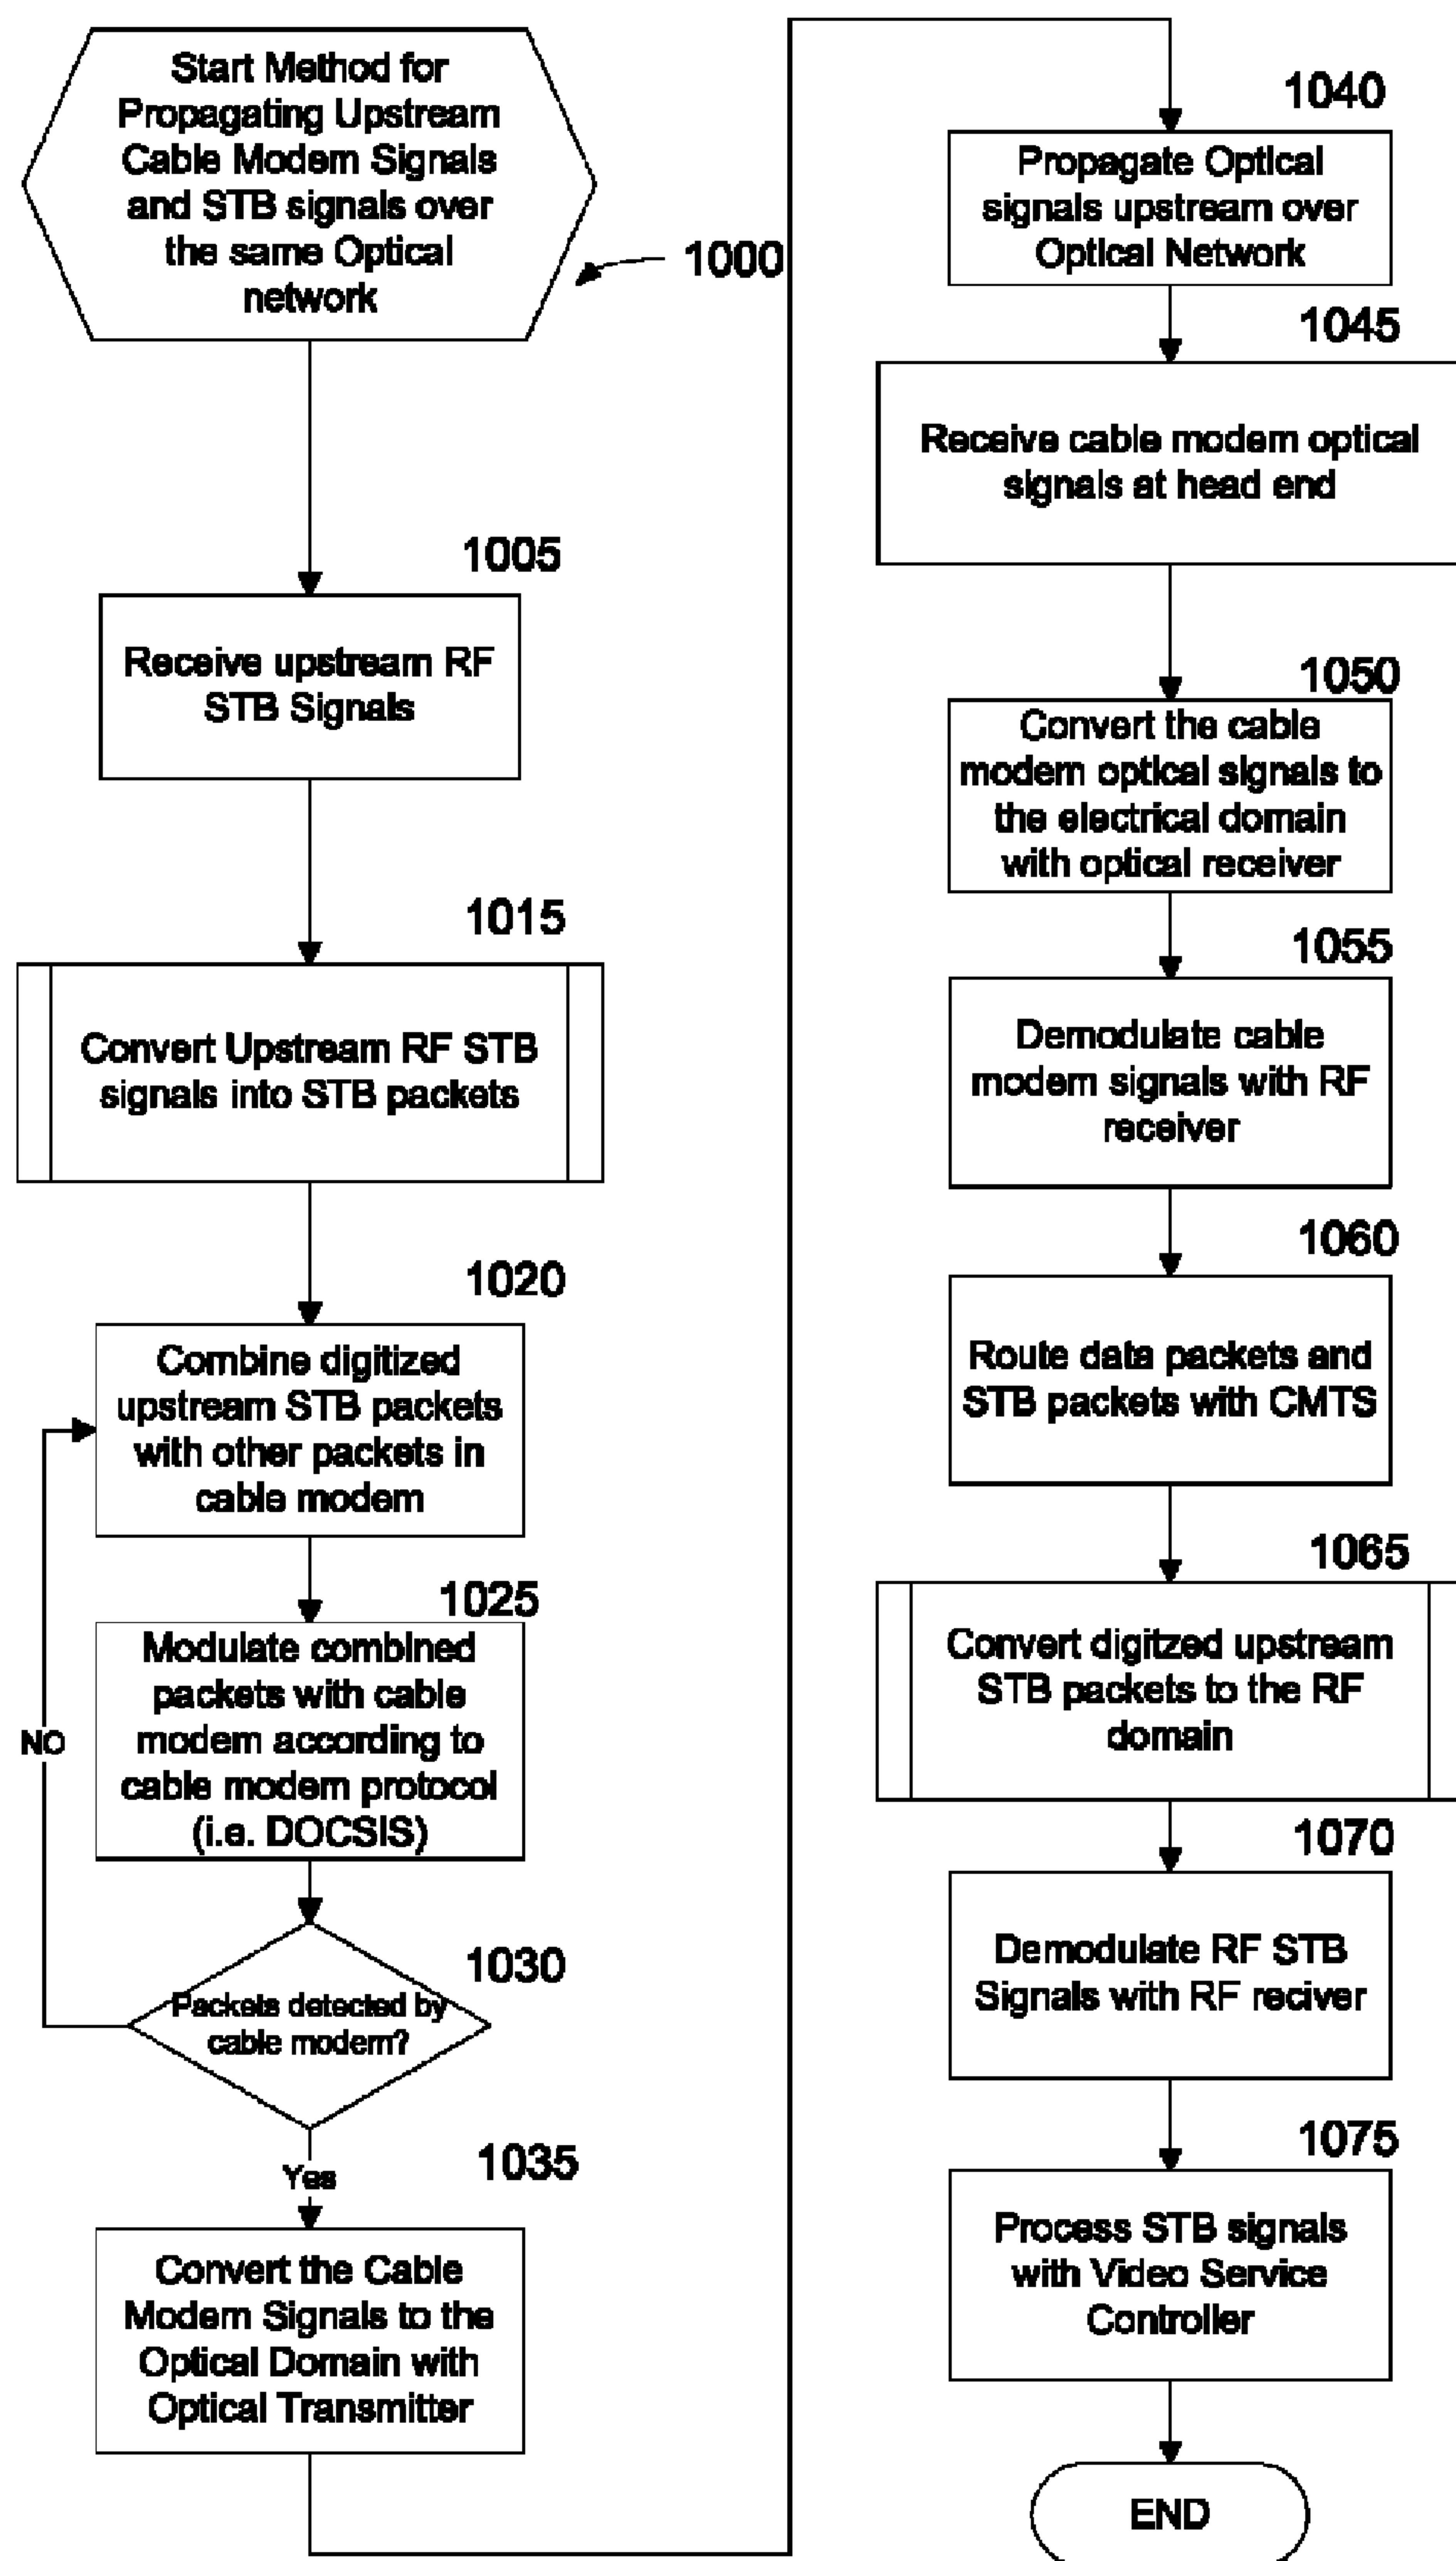 Start Method for
Propagating Upstream
Cable Modem Signals
and STB signals over
the same Optical
network
1000
1005
Receive upstream RF
STB Signals
1015
Convert Upstream RF STB
signals into STB packets
1020
Combine digitized
upstream STB packets
with other packets in
cable modem
1025
Modulate combined
packets with cable
modem according to
cable modem protocol
(i.e. DOCSIS)
NO
1030
Packets detected by
cable modem?
Yes
1035
Convert the Cable
Modem Signals to the
Optical Domain with
Optical Transmitter
1040
Propagate Optical
signals upstream over
Optical Network
1045
Receive cable modem optical
signals at head end
1050
Convert the cable
modem optical signals to
the electrical domain
with optical receiver
1055
Demodulate cable
modem signals with RF
receiver
1060
Route data packets and
STB packets with CMTS
1065
Convert digitzed upstream
STB packets to the RF
domain
1070
Demodulate RF STB
Signals with RF reciver
1075
Process STB signals
with Video Service
Controller
END